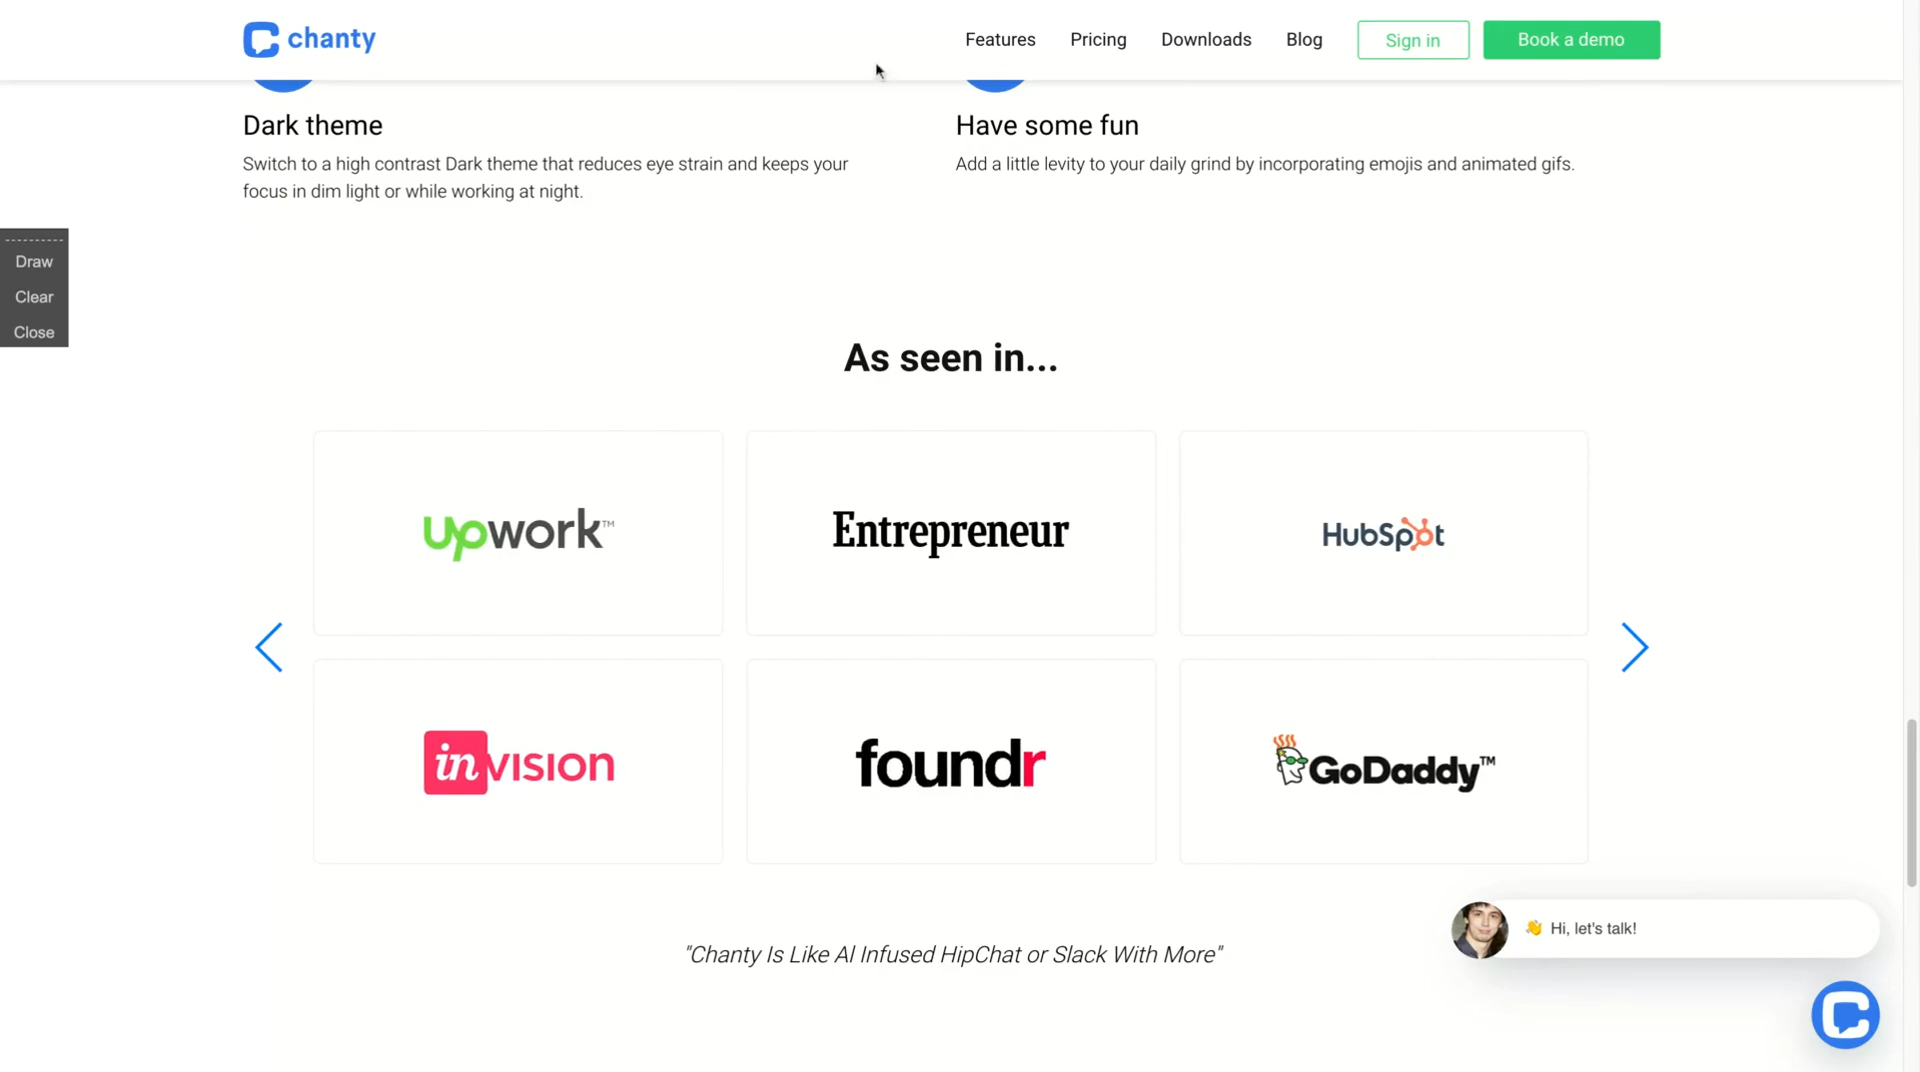 chanty
Features
Pricing
Downloads
Blog
Sign in
Book a demo
Dark theme
Switch to a high contrast Dark theme that reduces eye strain and keeps your
focus in dim light or while working at night.
Have some fun
Add a little levity to your daily grind by incorporating emojis and animated gifs.
Draw
Clear
Close
As seen in...
upwork™
Entrepreneur
HubSpot
invision
foundr
GoDaddy™
"Chanty Is Like AI Infused HipChat or Slack With More"
👋 Hi, let's talk!